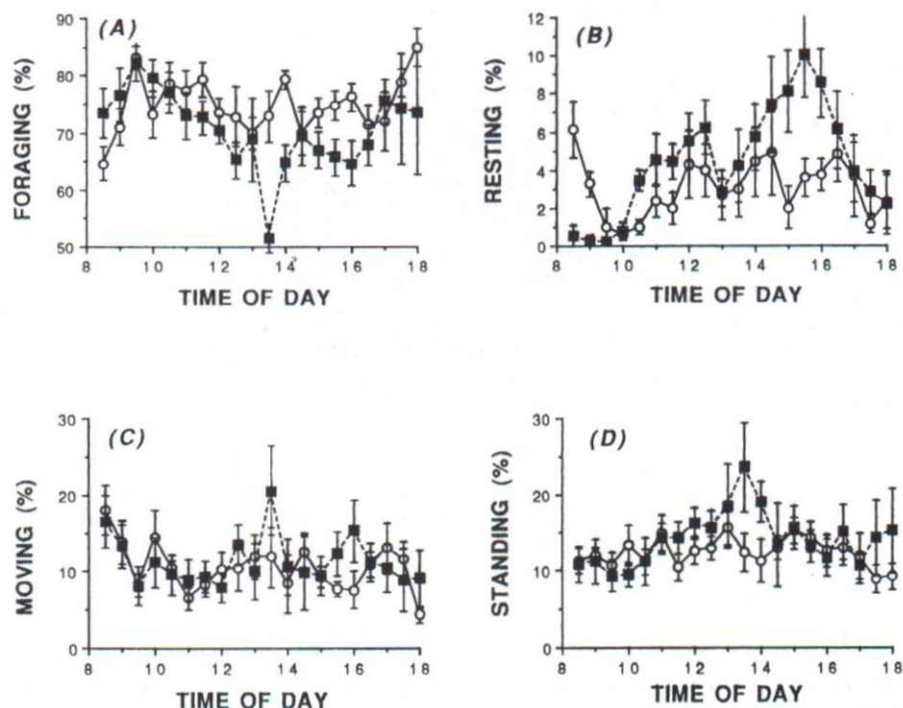 (A)
FORAGING (%)
90
80
70
60
50
8 10 12 14 16 18
TIME OF DAY
(B)
RESTING (%)
12
10
8
6
4
2
0
8 10 12 14 16 18
TIME OF DAY
(C)
MOVING (%)
30
20
10
0
8 10 12 14 16 18
TIME OF DAY
(D)
STANDING (%)
30
20
10
0
8 10 12 14 16 18
TIME OF DAY